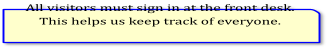 All visitors must sign in at the front desk.
This helps us keep track of everyone.